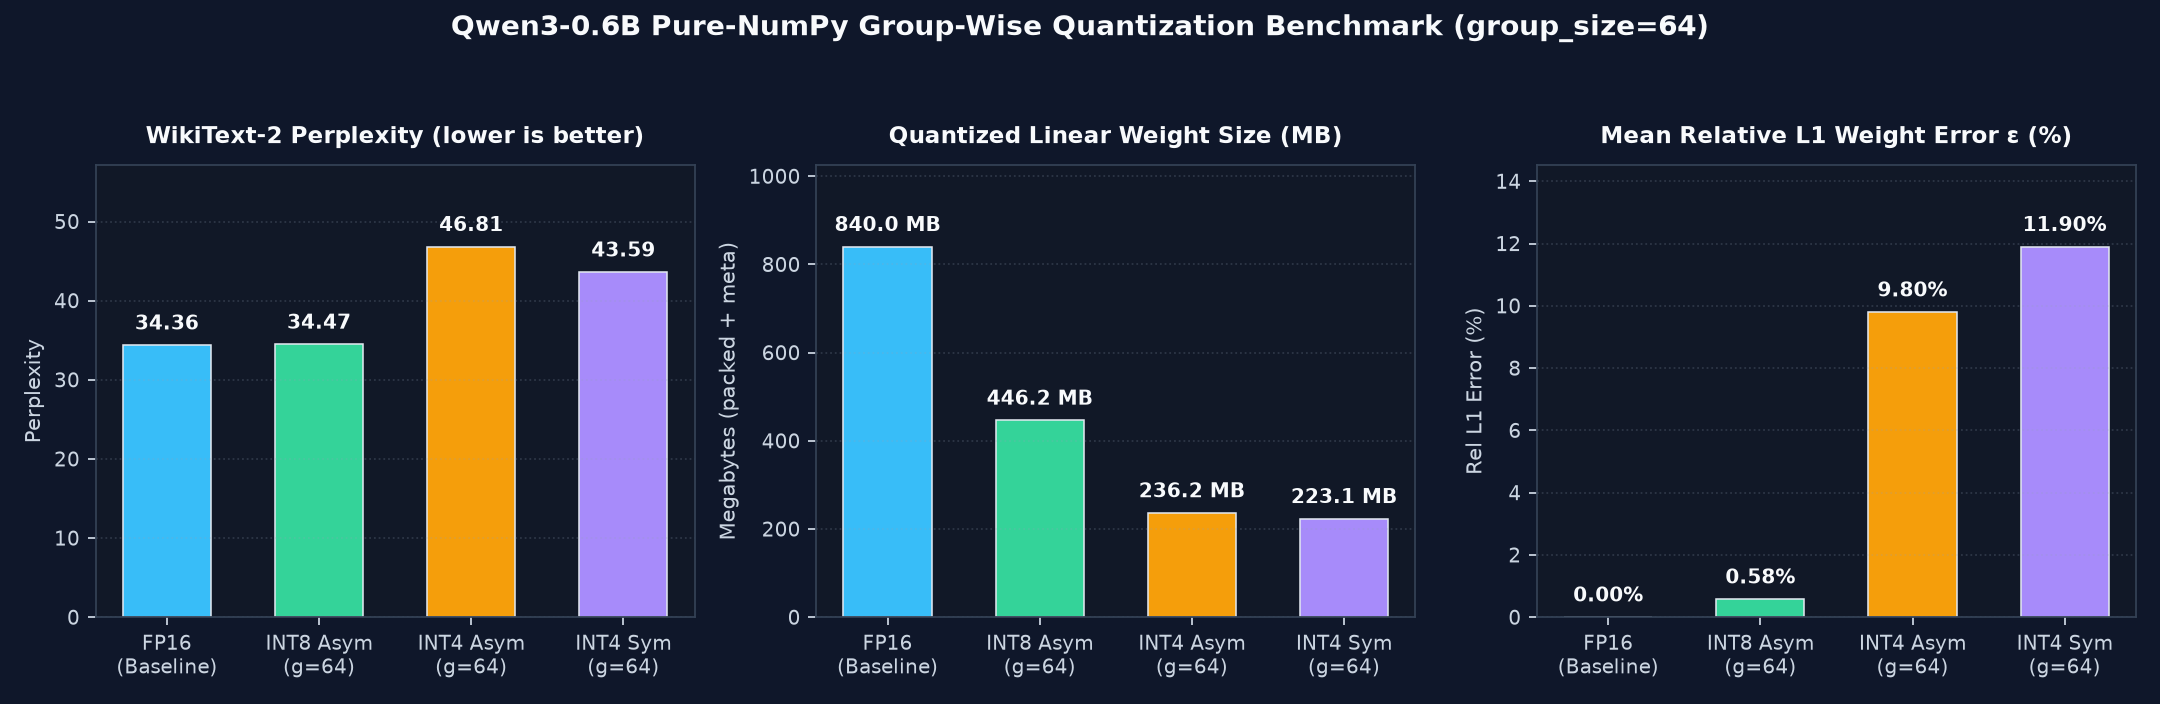 Qwen3-0.6B Pure-NumPy Group-Wise Quantization Benchmark (group_size=64)
WikiText-2 Perplexity (lower is better)
Perplexity
50
40
30
20
10
0
34.36
34.47
46.81
43.59
FP16
(Baseline)
INT8 Asym
(g=64)
INT4 Asym
(g=64)
INT4 Sym
(g=64)
Quantized Linear Weight Size (MB)
Megabytes (packed + meta)
1000
800
600
400
200
0
840.0 MB
446.2 MB
236.2 MB
223.1 MB
FP16
(Baseline)
INT8 Asym
(g=64)
INT4 Asym
(g=64)
INT4 Sym
(g=64)
Mean Relative L1 Weight Error ε (%)
Rel L1 Error (%)
14
12
10
8
6
4
2
0
0.00%
0.58%
9.80%
11.90%
FP16
(Baseline)
INT8 Asym
(g=64)
INT4 Asym
(g=64)
INT4 Sym
(g=64)